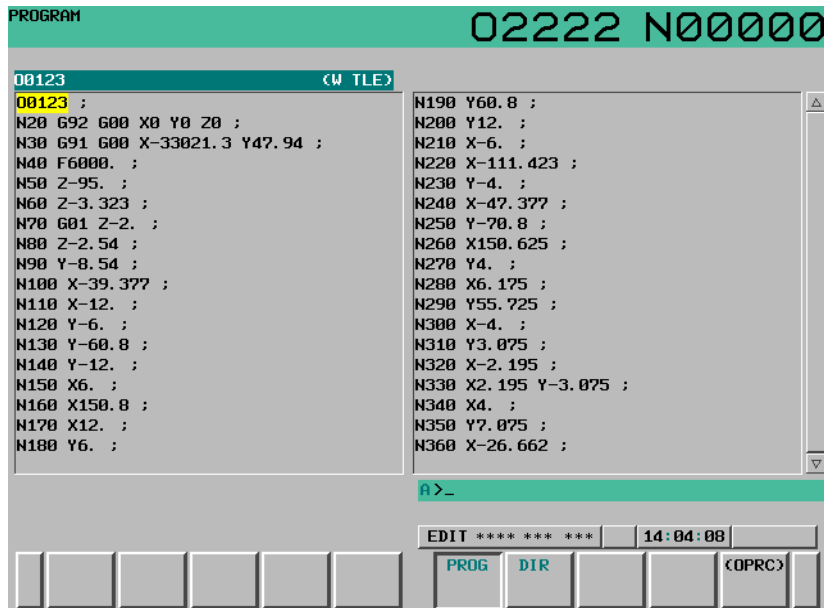 PROGRAM
O2222 N00000
O0123 (W TLE)
O0123 ;
N20 G92 G00 X0 Y0 Z0 ;
N30 G91 G00 X-33021.3 Y47.94 ;
N40 F6000. ;
N50 Z-95. ;
N60 Z-3.323 ;
N70 G01 Z-2. ;
N80 Z-2.54 ;
N90 Y-8.54 ;
N100 X-39.377 ;
N110 X-12. ;
N120 Y-6. ;
N130 Y-60.8 ;
N140 Y-12. ;
N150 X6. ;
N160 X150.8 ;
N170 X12. ;
N180 Y6. ;
N190 Y60.8 ;
N200 Y12. ;
N210 X-6. ;
N220 X-111.423 ;
N230 Y-4. ;
N240 X-47.377 ;
N250 Y-70.8 ;
N260 X150.625 ;
N270 Y4. ;
N280 X6.175 ;
N290 Y55.725 ;
N300 X-4. ;
N310 Y3.075 ;
N320 X-2.195 ;
N330 X2.195 Y-3.075 ;
N340 X4. ;
N350 Y7.075 ;
N360 X-26.662 ;
A>_
EDIT **** *** *** 14:04:08
PROG DIR (OPRC)